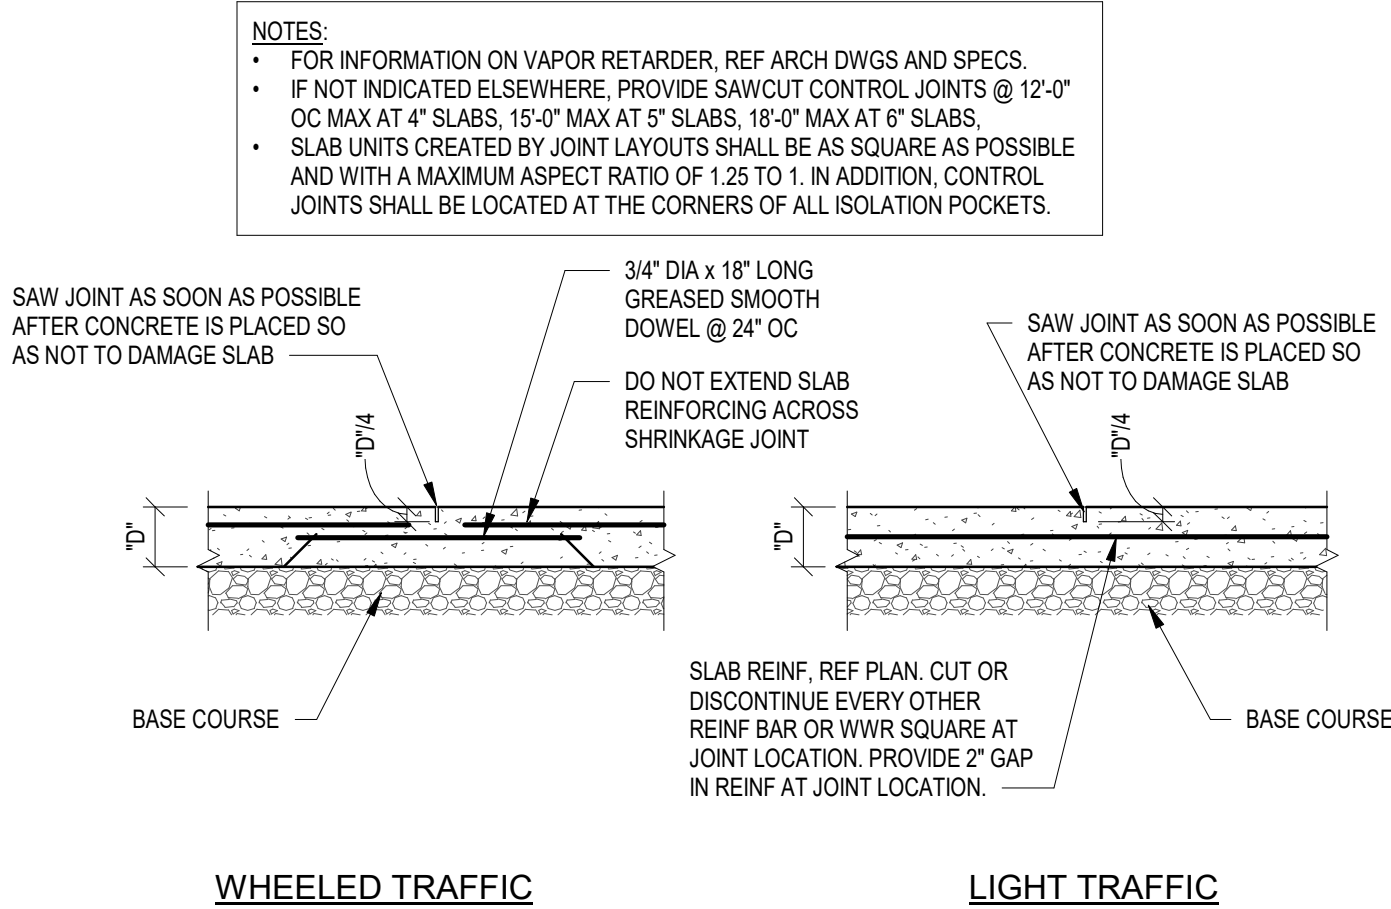 NOTES:
• FOR INFORMATION ON VAPOR RETARDER, REF ARCH DWGS AND SPECS.
• IF NOT INDICATED ELSEWHERE, PROVIDE SAWCUT CONTROL JOINTS @ 12'-0"
OC MAX AT 4" SLABS, 15'-0" MAX AT 5" SLABS, 18'-0" MAX AT 6" SLABS,
• SLAB UNITS CREATED BY JOINT LAYOUTS SHALL BE AS SQUARE AS POSSIBLE
AND WITH A MAXIMUM ASPECT RATIO OF 1.25 TO 1. IN ADDITION, CONTROL
JOINTS SHALL BE LOCATED AT THE CORNERS OF ALL ISOLATION POCKETS.
SAW JOINT AS SOON AS POSSIBLE
AFTER CONCRETE IS PLACED SO
AS NOT TO DAMAGE SLAB
3/4" DIA x 18" LONG
GREASED SMOOTH
DOWEL @ 24" OC
DO NOT EXTEND SLAB
REINFORCING ACROSS
SHRINKAGE JOINT
"D"/4
"D"
BASE COURSE
WHEELED TRAFFIC
SAW JOINT AS SOON AS POSSIBLE
AFTER CONCRETE IS PLACED SO
AS NOT TO DAMAGE SLAB
"D"/4
"D"
SLAB REINF, REF PLAN. CUT OR
DISCONTINUE EVERY OTHER
REINF BAR OR WWR SQUARE AT
JOINT LOCATION. PROVIDE 2" GAP
IN REINF AT JOINT LOCATION.
BASE COURSE
LIGHT TRAFFIC